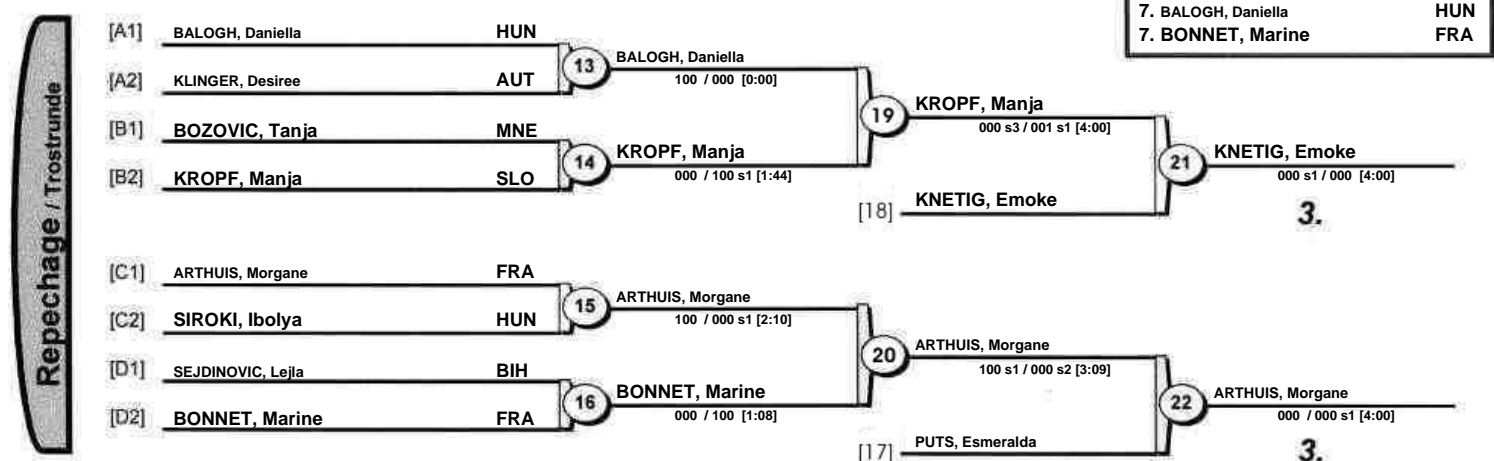 7. BALOGH, Daniella HUN
7. BONNET, Marine FRA
Repechage / Trostrunde
[A1] BALOGH, Daniella HUN
13 BALOGH, Daniella
100 / 000 [0:00]
[A2] KLINGER, Desiree AUT
19 KROPF, Manja
000 s3 / 001 s1 [4:00]
[B1] BOZOVIC, Tanja MNE
14 KROPF, Manja
000 / 100 s1 [1:44]
[B2] KROPF, Manja SLO
21 KNETIG, Emoke
000 s1 / 000 [4:00]
[18] KNETIG, Emoke
3.
[C1] ARTHUIS, Morgane FRA
15 ARTHUIS, Morgane
100 / 000 s1 [2:10]
[C2] SIROKI, Ibolya HUN
20 ARTHUIS, Morgane
100 s1 / 000 s2 [3:09]
[D1] SEJDINOVIC, Lejla BIH
16 BONNET, Marine
000 / 100 [1:08]
[D2] BONNET, Marine FRA
22 ARTHUIS, Morgane
000 / 000 s1 [4:00]
[17] PUTS, Esmeralda
3.